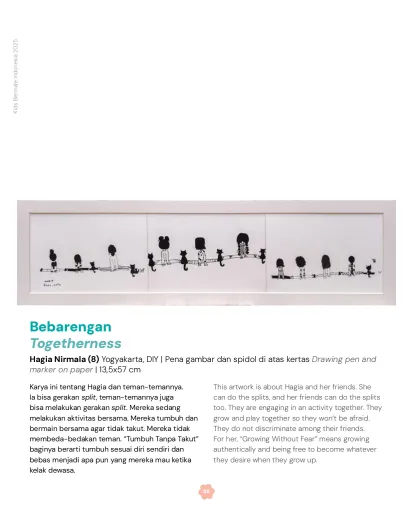 Kids Biennale Indonesia 2025
Bebarengan
Togetherness
Hagia Nirmala (8) Yogyakarta, DIY | Pena gambar dan spidol di atas kertas Drawing pen and
marker on paper | 13,5x57 cm
Karya ini tentang Hagia dan teman-temannya.
Ia bisa gerakan split, teman-temannya juga
bisa melakukan gerakan split. Mereka sedang
melakukan aktivitas bersama. Mereka tumbuh dan
bermain bersama agar tidak takut. Mereka tidak
membeda-bedakan teman. “Tumbuh Tanpa Takut”
baginya berarti tumbuh sesuai diri sendiri dan
bebas menjadi apa pun yang mereka mau ketika
kelak dewasa.
This artwork is about Hagia and her friends. She
can do the splits, and her friends can do the splits
too. They are engaging in an activity together. They
grow and play together so they won't be afraid.
They do not discriminate among their friends.
For her, “Growing Without Fear” means growing
authentically and being free to become whatever
they desire when they grow up.